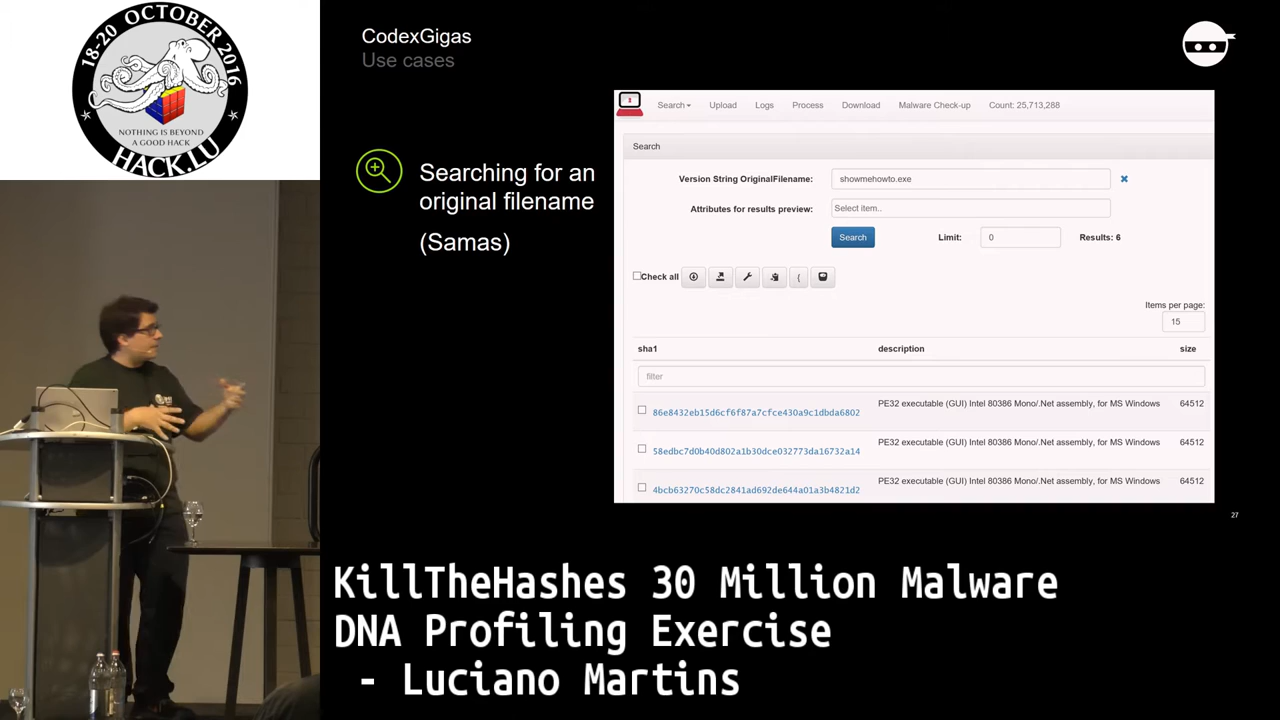 18-20 OCTOBER 2016
NOTHING IS BEYOND
A GOOD HACK
HACK.LU
CodexGigas
Use cases
Searching for an
original filename
(Samas)
Search Upload Logs Process Download Malware Check-up Count: 25,713,288
Search
Version String OriginalFilename: showmehowto.exe
Attributes for results preview: Select item..
Search Limit: 0 Results: 6
Check all
Items per page:
15
sha1 description size
filter
86e8432eb15d6cf6f87a7cfce430a9c1dbda6802 PE32 executable (GUI) Intel 80386 Mono/.Net assembly, for MS Windows 64512
58edbc7d0b40d802a1b30dce032773da16732a14 PE32 executable (GUI) Intel 80386 Mono/.Net assembly, for MS Windows 64512
4bcb63270c58dc2841ad692de644a01a3b4821d2 PE32 executable (GUI) Intel 80386 Mono/.Net assembly, for MS Windows 64512
27
KillTheHashes 30 Million Malware
DNA Profiling Exercise
- Luciano Martins